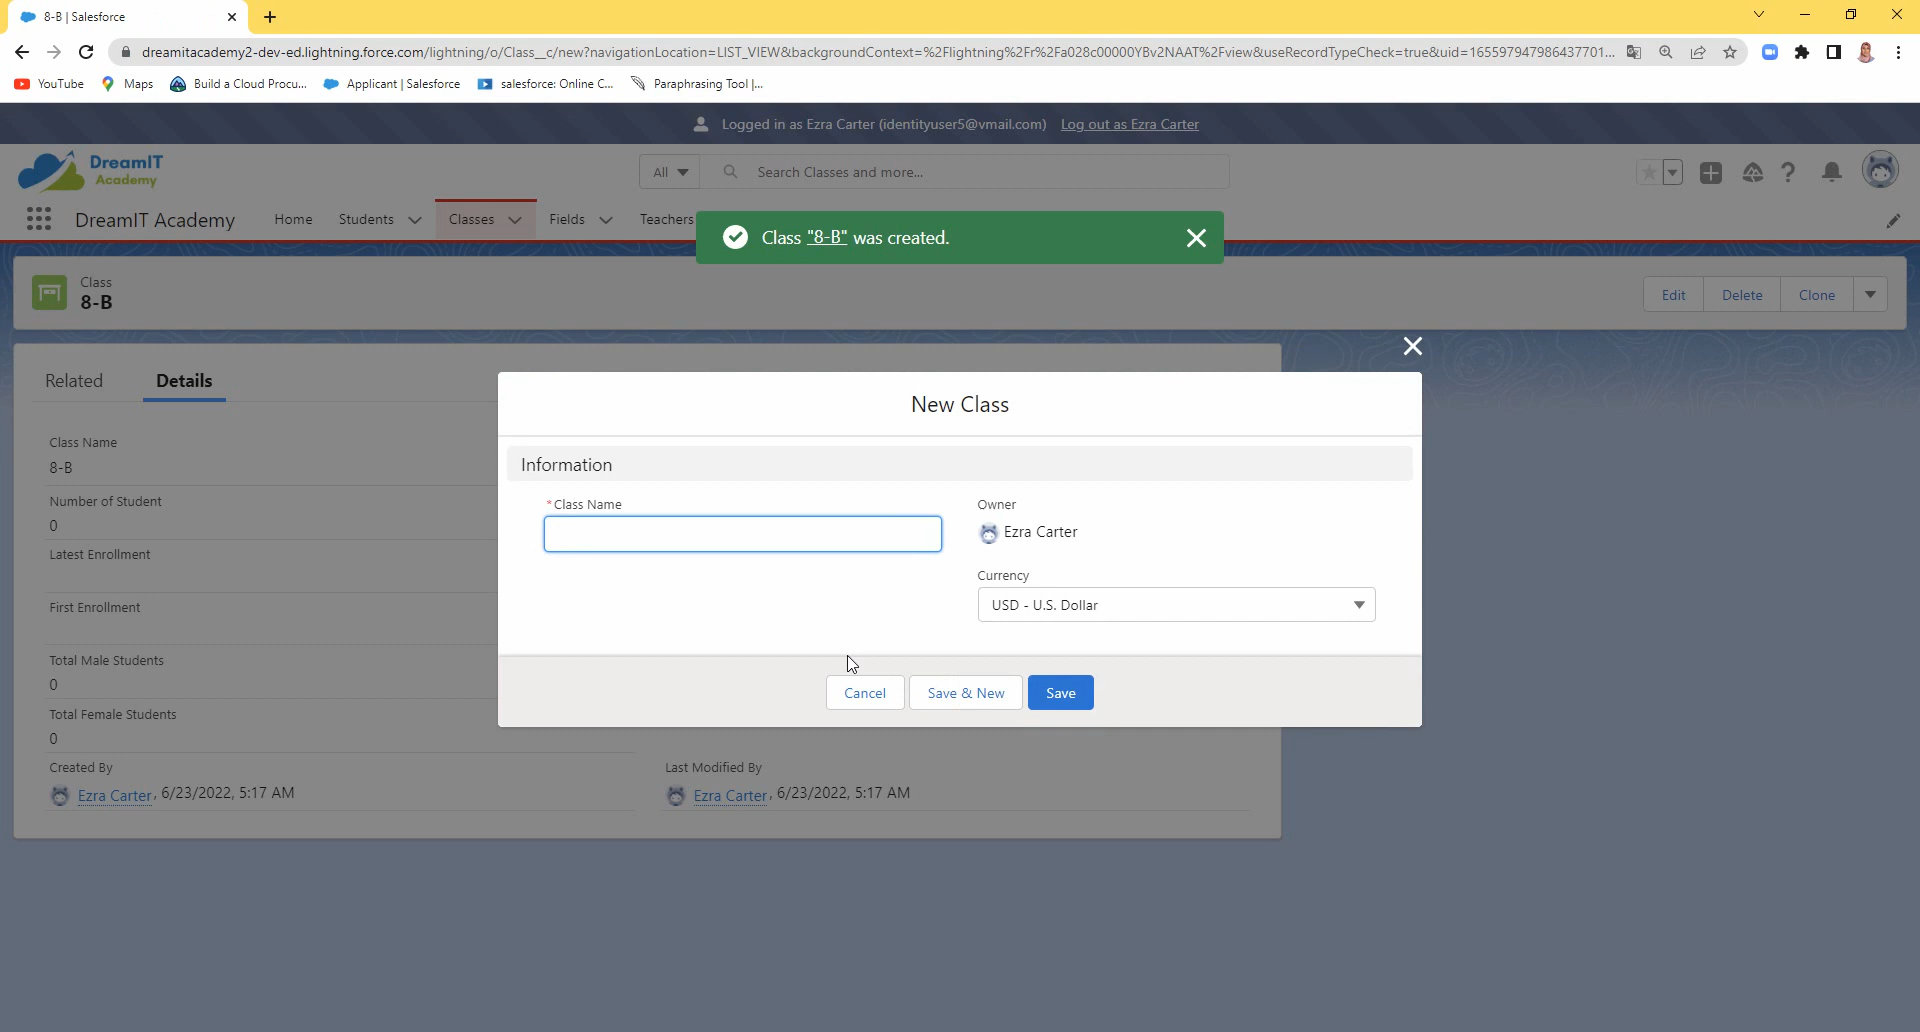 8-B | Salesforce
dreamitacademy2-dev-ed.lightning.force.com/lightning/o/Class__c/new?navigationLocation=LIST_VIEW&backgroundContext=%2Flightning%2Fr%2Fa028c00000YBv2NAAT%2Fview&useRecordTypeCheck=true&uid=165597947986437701...
YouTube
Maps
Build a Cloud Procu...
Applicant | Salesforce
salesforce: Online C...
Paraphrasing Tool |...
Logged in as Ezra Carter (identityuser5@vmail.com) Log out as Ezra Carter
DreamIT
Academy
All
Search Classes and more...
DreamIT Academy
Home
Students
Classes
Fields
Teachers
Class "8-B" was created.
Class
8-B
Edit
Delete
Clone
Related
Details
New Class
Information
Class Name
8-B
Number of Student
0
Latest Enrollment
First Enrollment
Total Male Students
0
Total Female Students
0
Created By
Ezra Carter, 6/23/2022, 5:17 AM
Last Modified By
Ezra Carter, 6/23/2022, 5:17 AM
* Class Name
Owner
Ezra Carter
Currency
USD - U.S. Dollar
Cancel
Save & New
Save